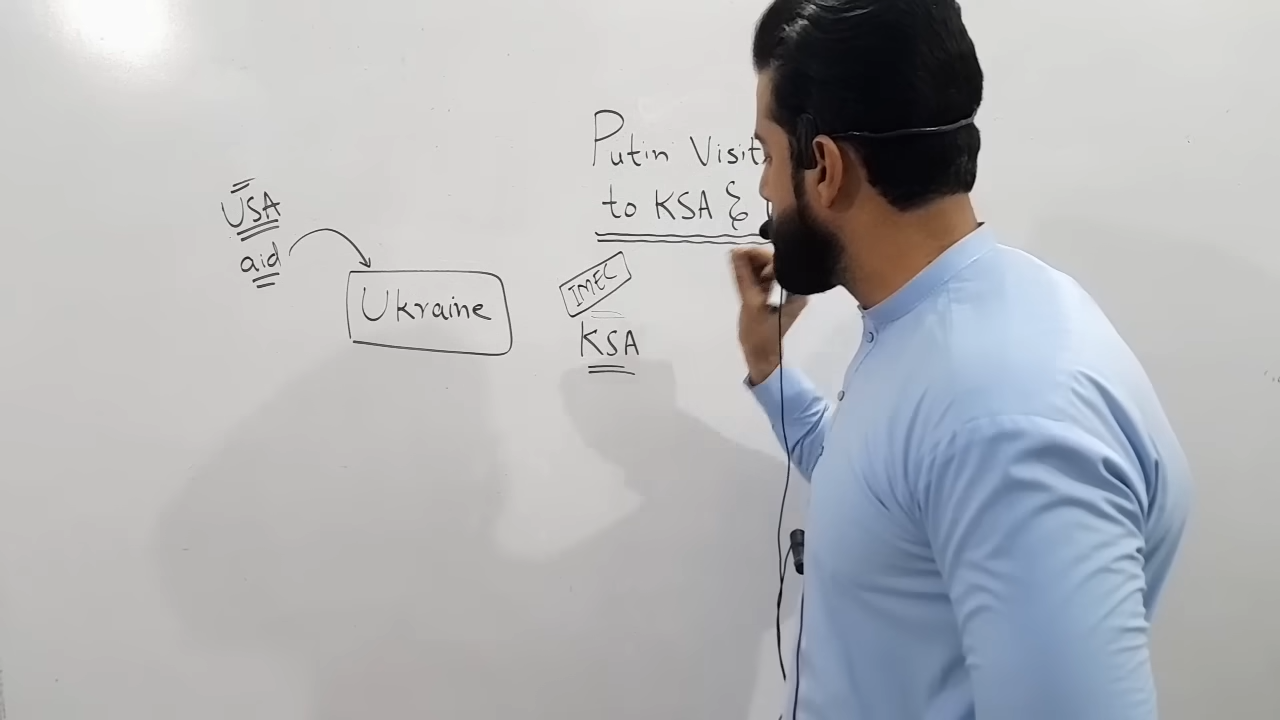 Putin Visit
to KSA &
USA
aid
Ukraine
IMEC
KSA